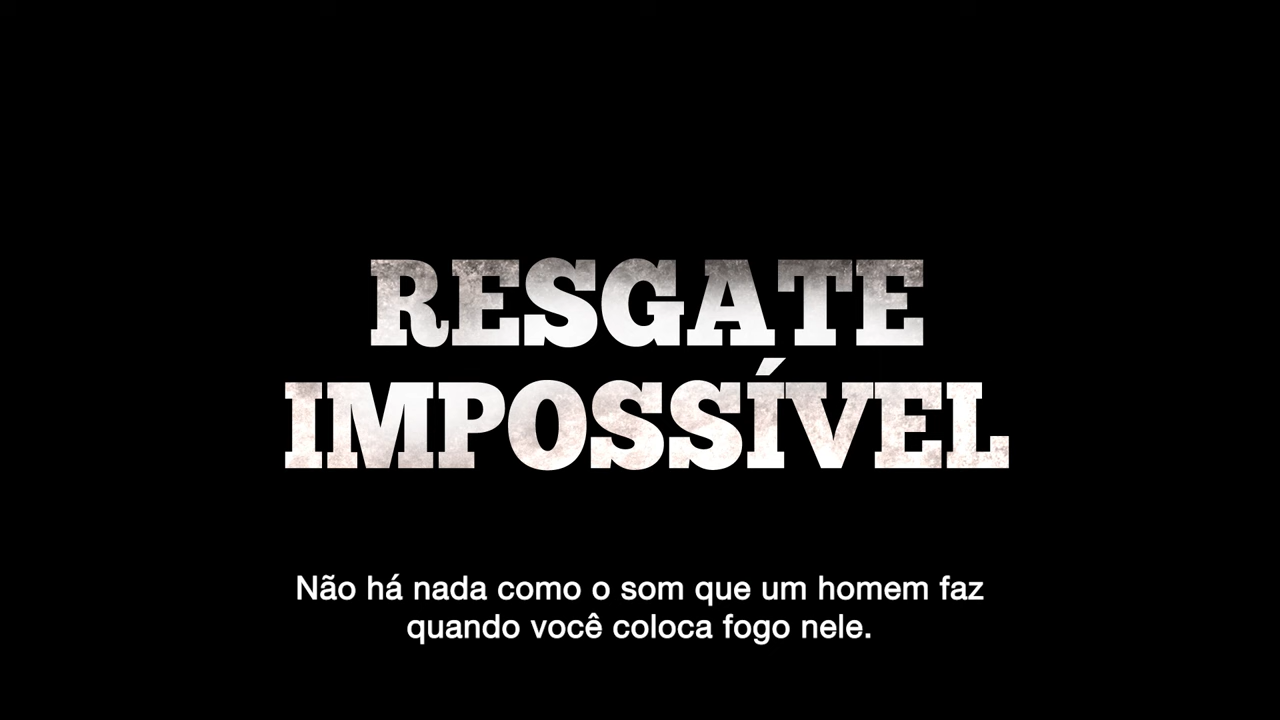 RESGATE
IMPOSSÍVEL
Não há nada como o som que um homem faz
quando você coloca fogo nele.